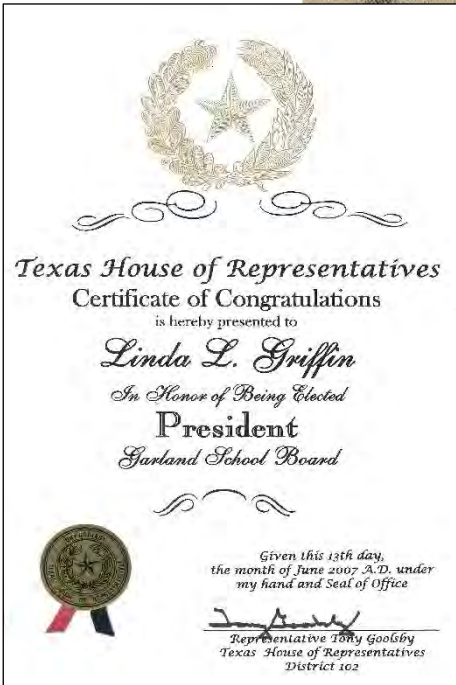 Texas House of Representatives
Certificate of Congratulations
is hereby presented to
Linda L. Griffin
In Honor of Being Elected
President
Garland School Board
Given this 13th day,
the month of June 2007 A.D. under
my hand and Seal of Office
Tony Goolsby
Representative Tony Goolsby
Texas House of Representatives
District 102